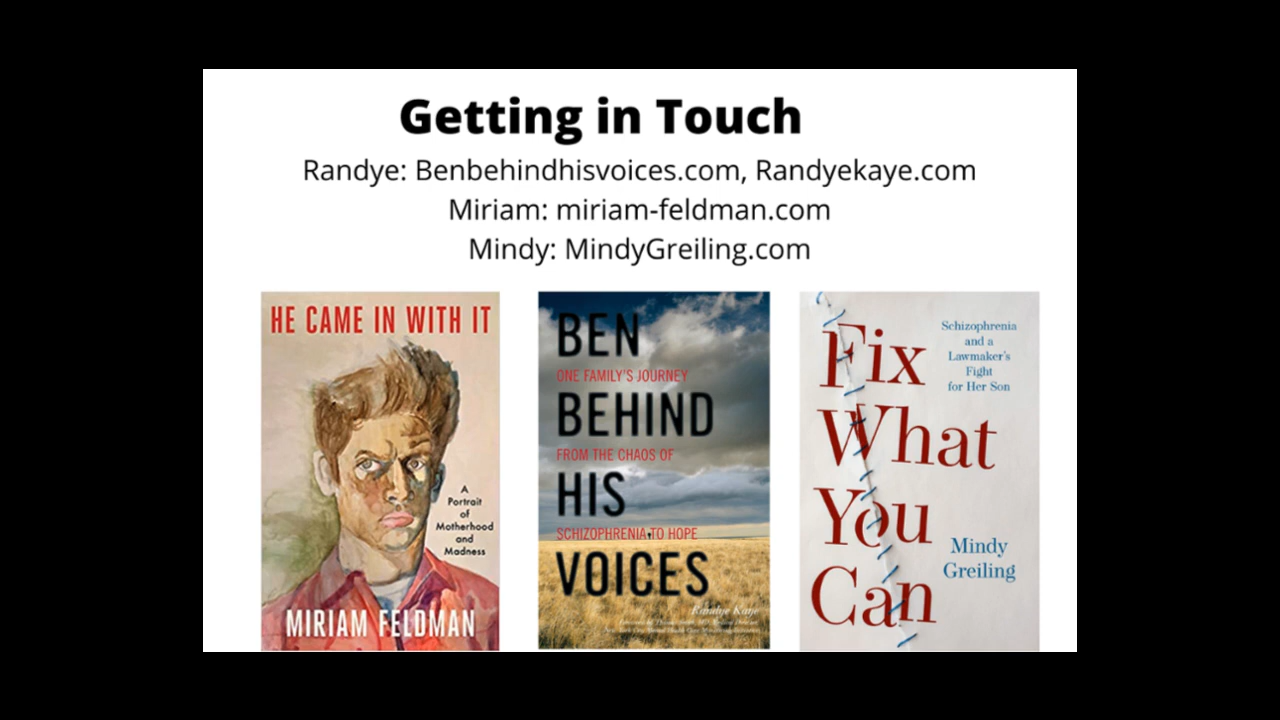 Getting in Touch
Randye: Benbehindhisvoices.com, Randyekaye.com
Miriam: miriam-feldman.com
Mindy: MindyGreiling.com
HE CAME IN WITH IT
A
Portrait
of
Motherhood
and
Madness
MIRIAM FELDMAN
BEN
ONE FAMILY'S JOURNEY
BEHIND
FROM THE CHAOS OF
HIS
SCHIZOPHRENIA TO HOPE
VOICES
Randye Kaye
Fix
What
You
Can
Schizophrenia
and a
Lawmaker's
Fight
for Her Son
Mindy
Greiling